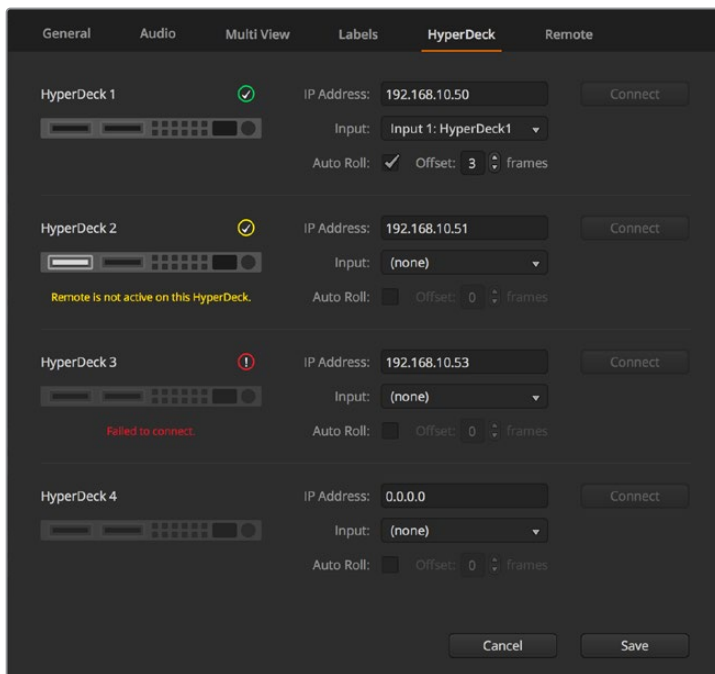 General Audio Multi View Labels HyperDeck Remote
HyperDeck 1 IP Address: 192.168.10.50 Connect
Input: Input 1: HyperDeck1
Auto Roll: Offset: 3 frames
HyperDeck 2 IP Address: 192.168.10.51 Connect
Input: (none)
Remote is not active on this HyperDeck. Auto Roll: Offset: 0 frames
HyperDeck 3 IP Address: 192.168.10.53 Connect
Input: (none)
Failed to connect. Auto Roll: Offset: 0 frames
HyperDeck 4 IP Address: 0.0.0.0 Connect
Input: (none)
Auto Roll: Offset: 0 frames
Cancel Save